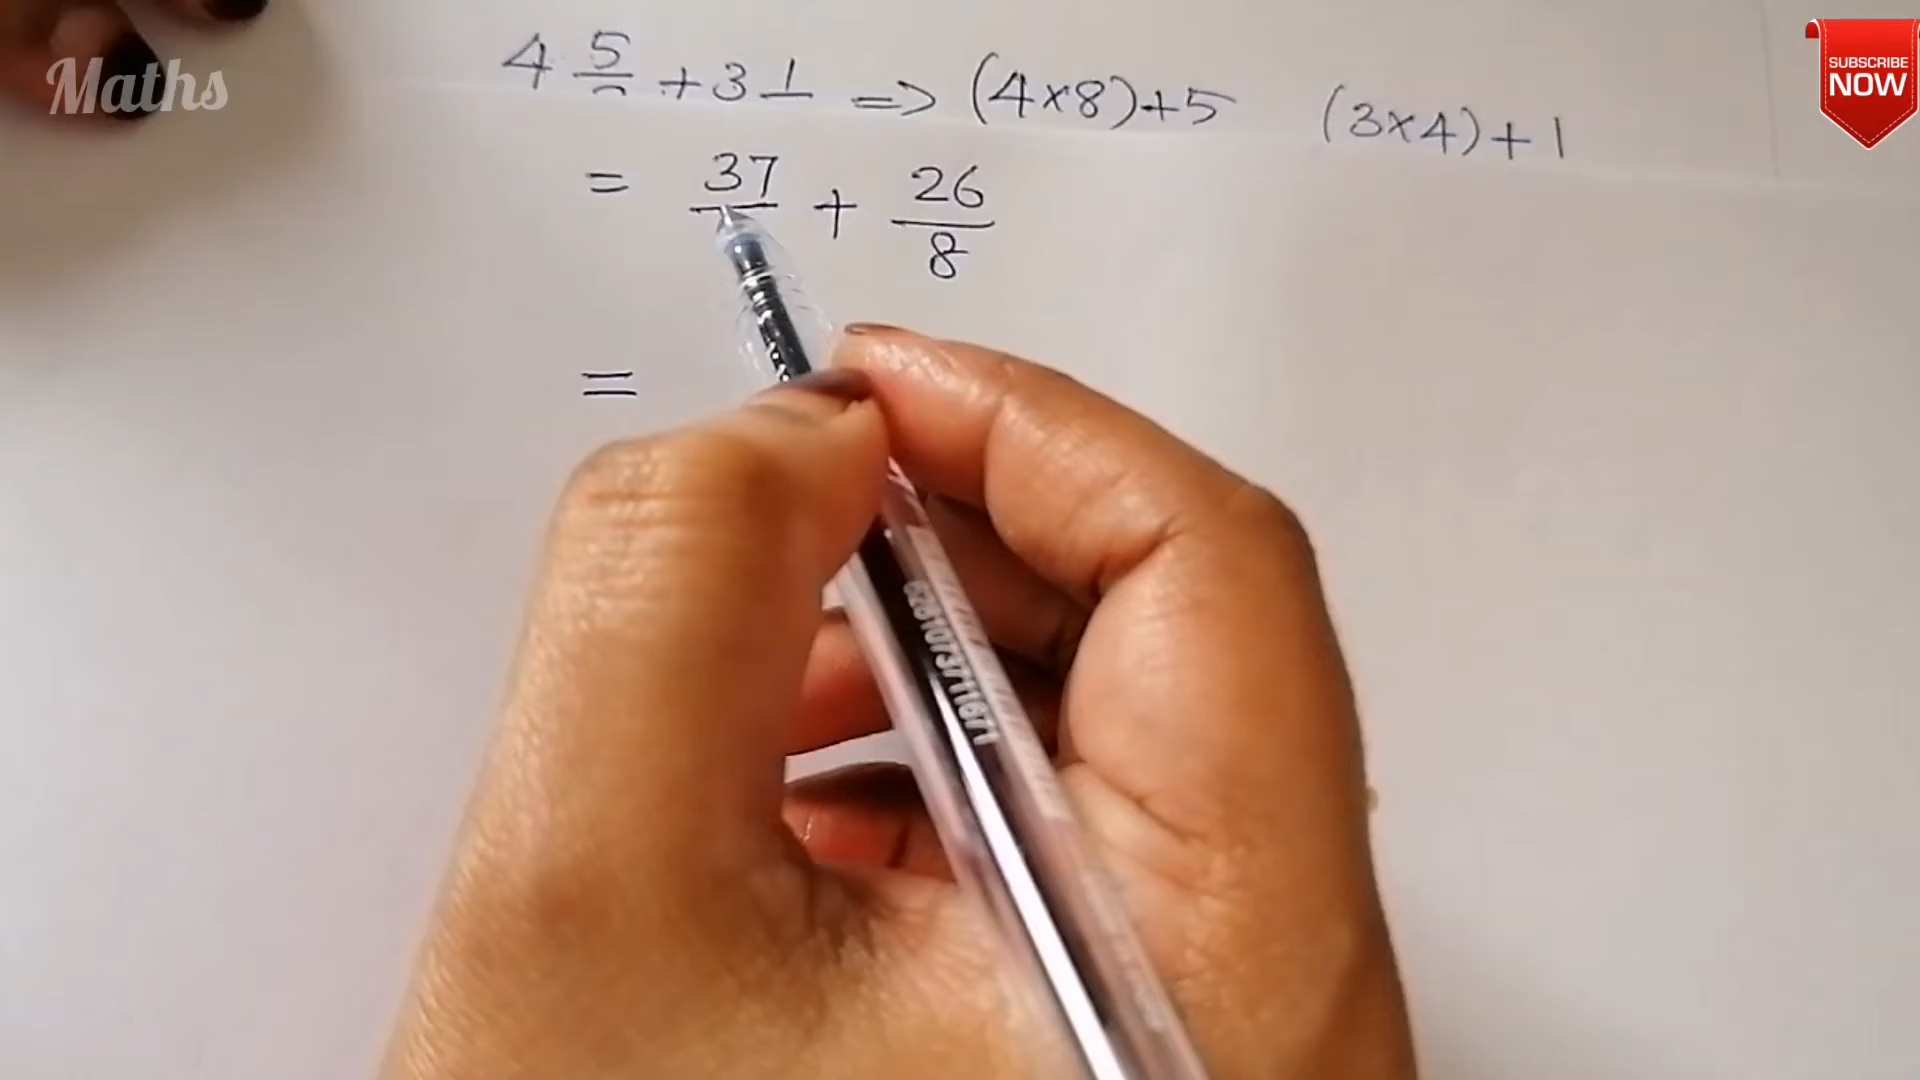 Maths
SUBSCRIBE
NOW
4 5/ + 3 1/ => (4×8)+5 (3×4)+1
= 37/ + 26/8
=